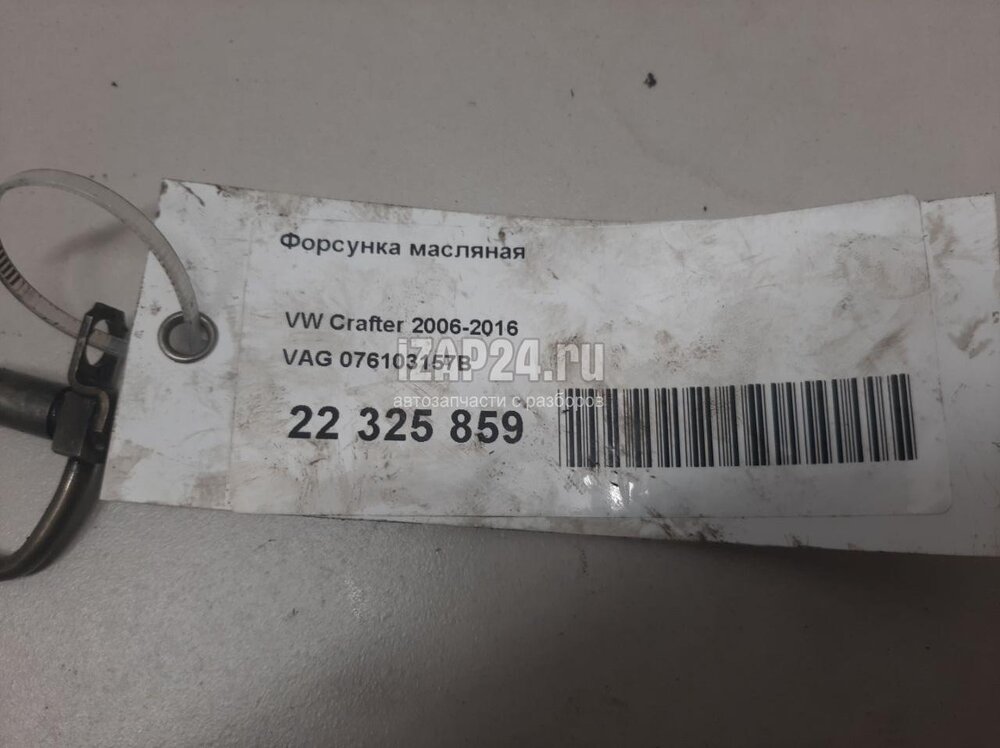 Форсунка масляная
VW Crafter 2006-2016
VAG 076103157B
iZAP24.ru
автозапчасти с разборов
22 325 859